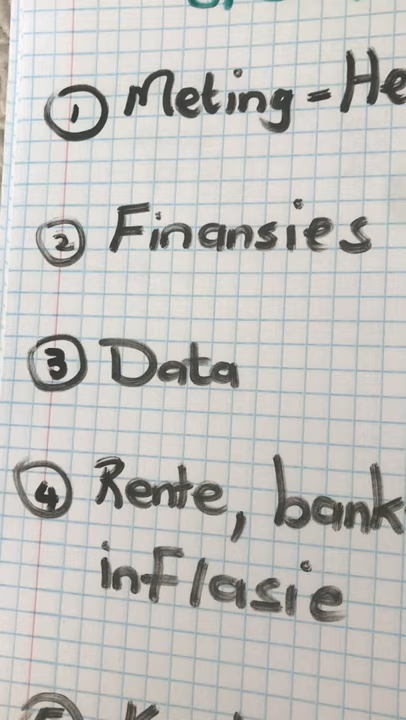 ① Meting = He
② Finansies
③ Data
④ Rente, bank
inflasie